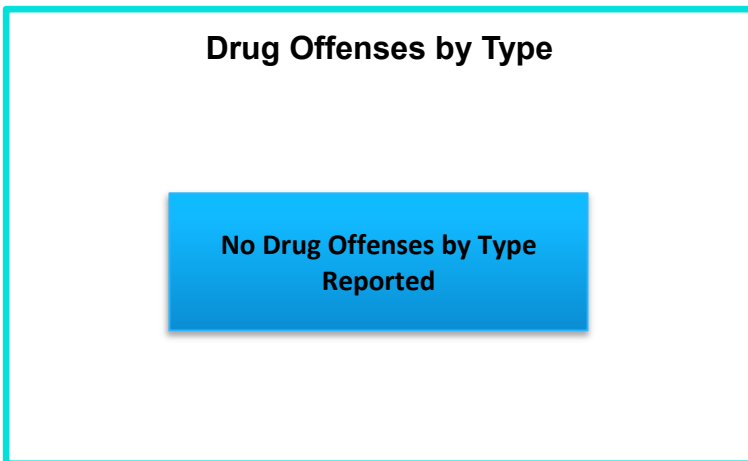 Drug Offenses by Type
No Drug Offenses by Type
Reported